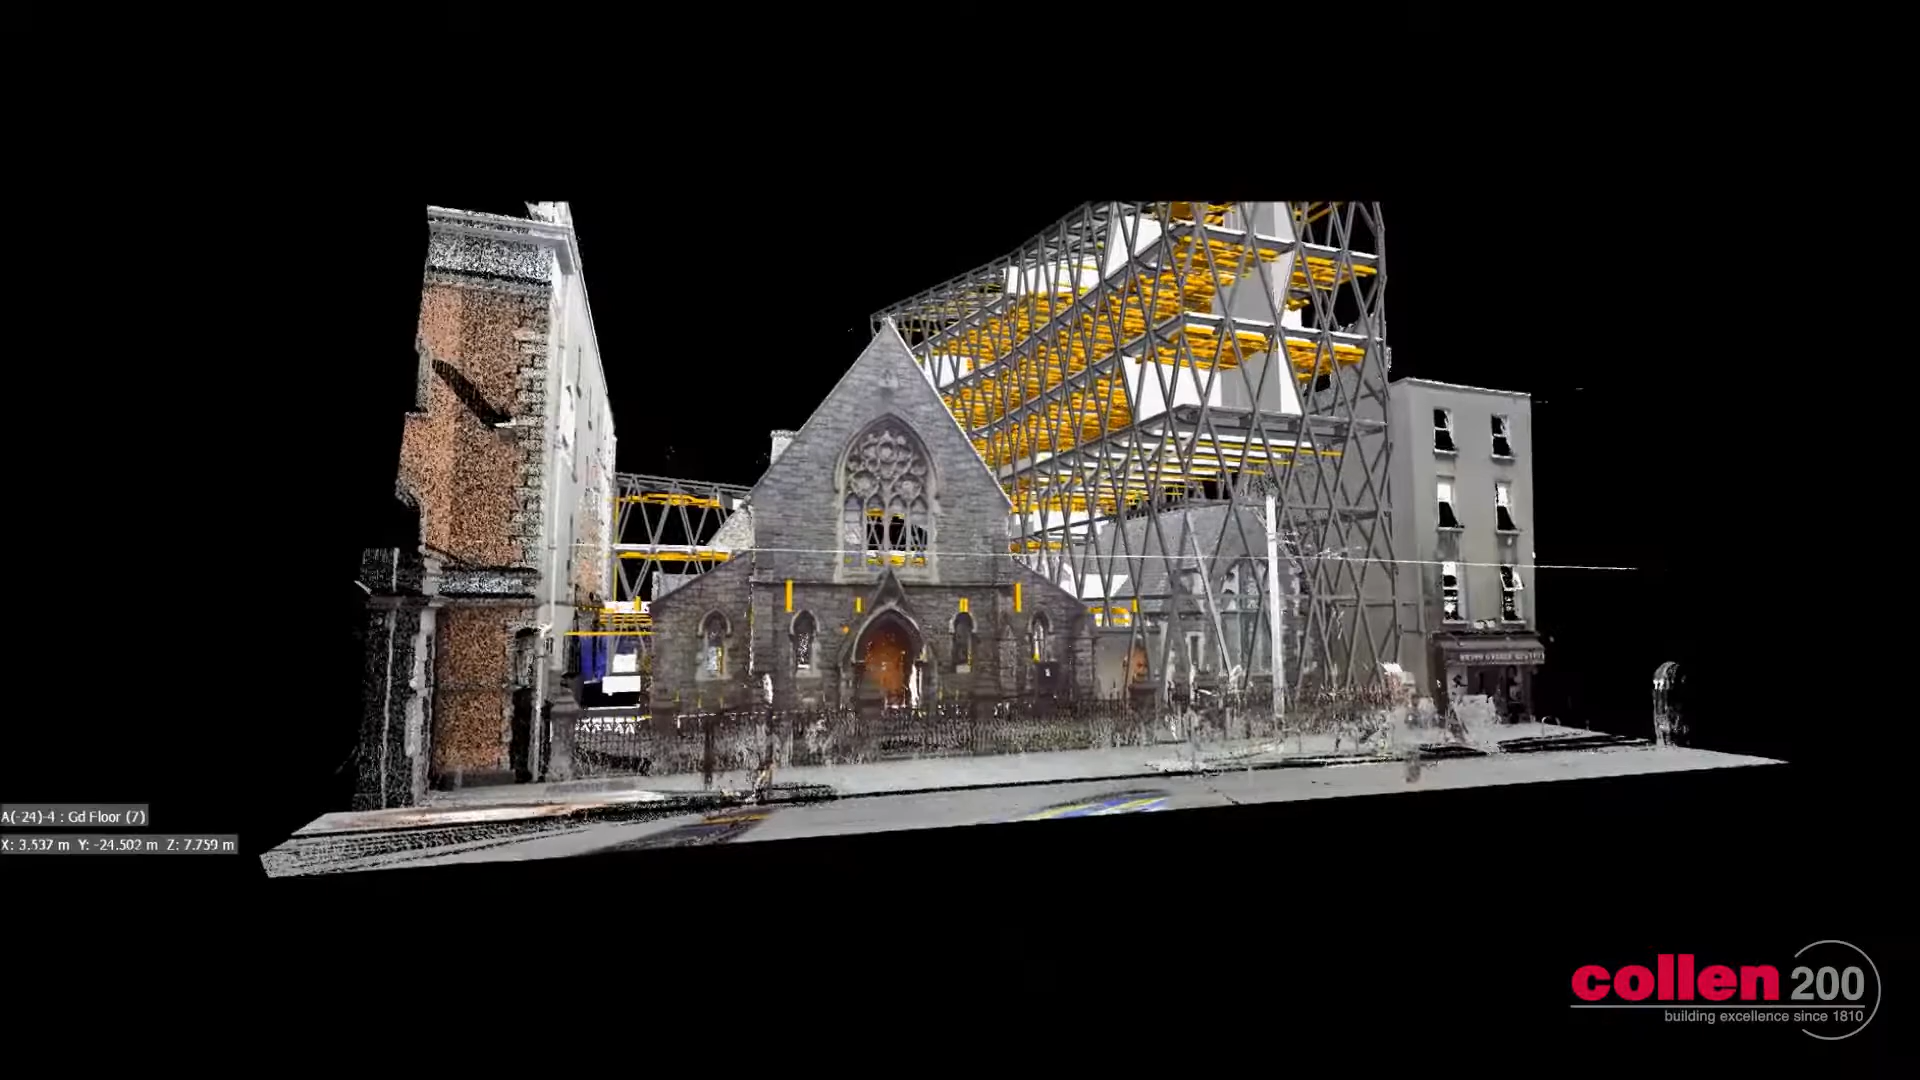 A(-24)-4 : Gd Floor (7)
X: 3.537 m Y: -24.502 m Z: 7.759 m
collen 200
building excellence since 1810